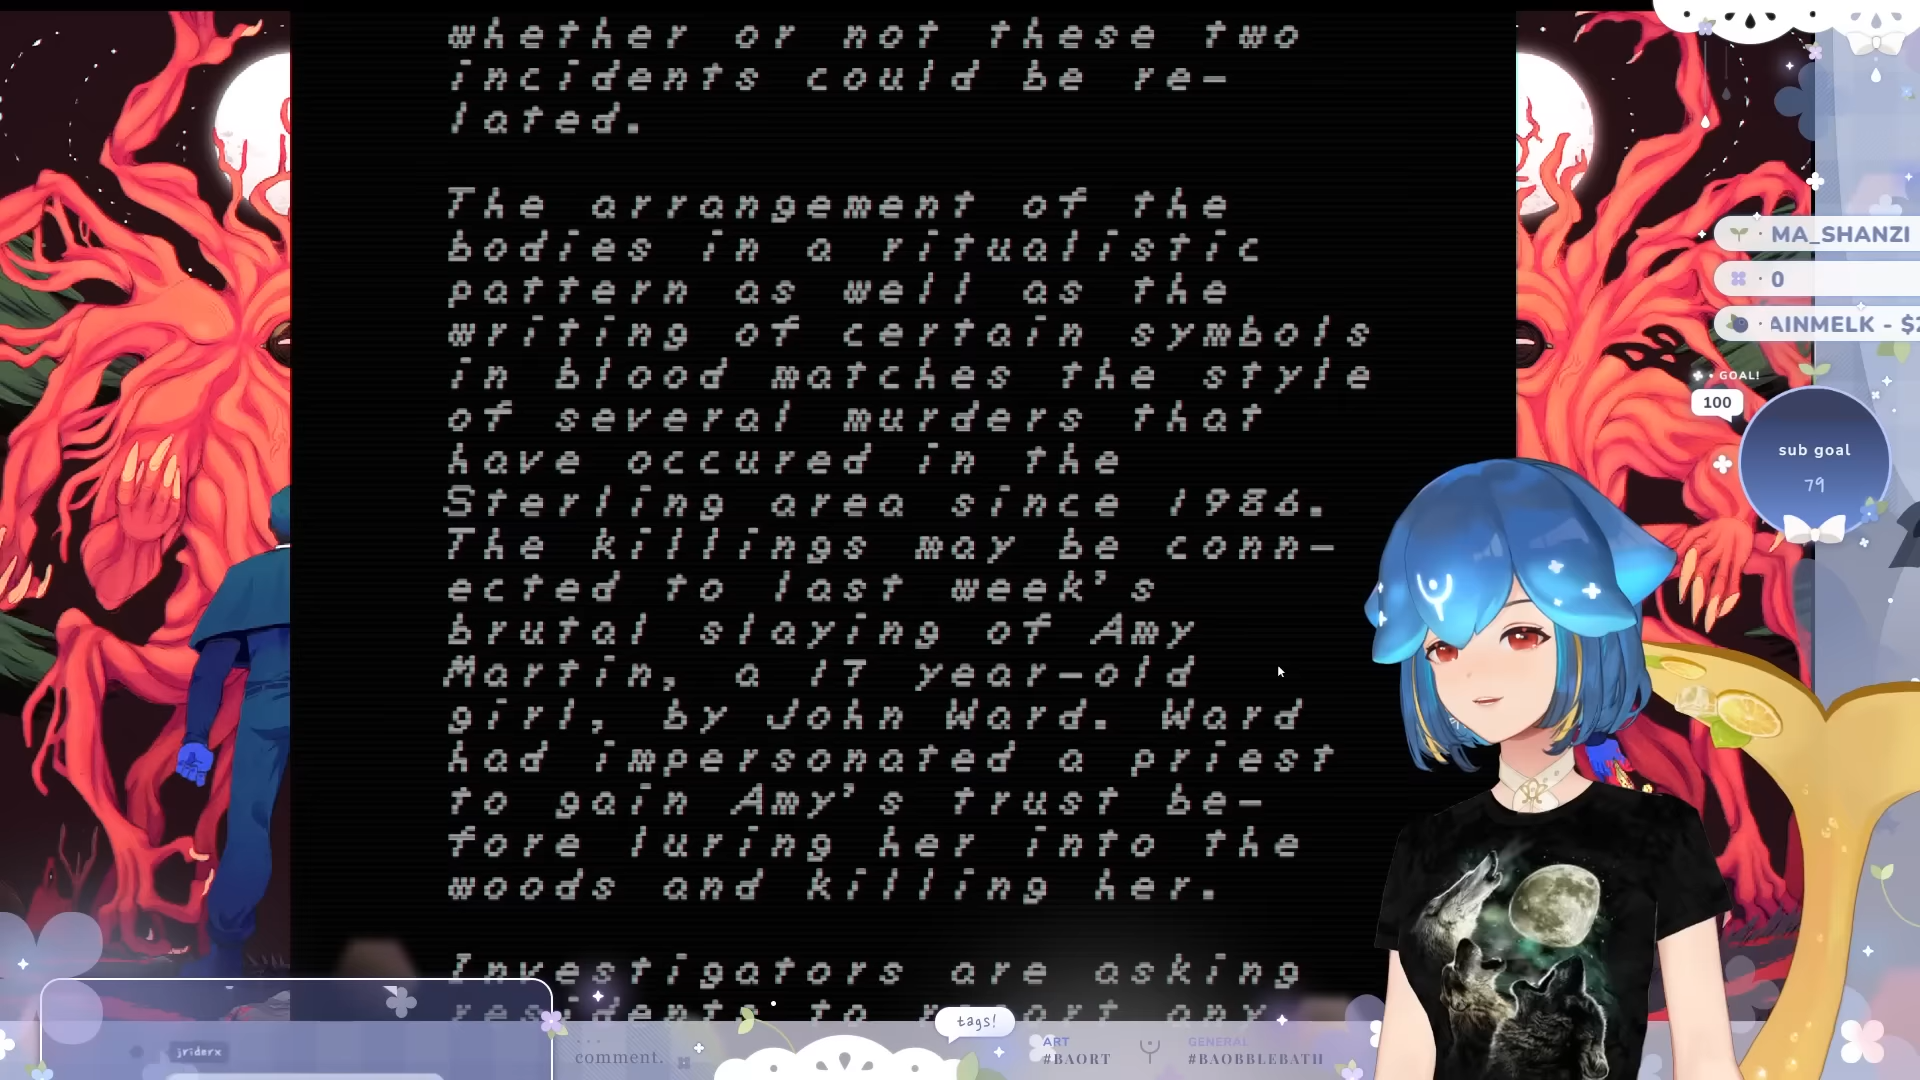 whether or not these two
incidents could be re-
lated.
The arrangement of the
bodies in a ritualistic
pattern as well as the
writing of certain symbols
in blood matches the style
of several murders that
have occured in the
Sterling area since 1986.
The killings may be conn-
ected to last week's
brutal slaying of Amy
Martin, a 17 year-old
girl, by John Ward. Ward
had impersonated a priest
to gain Amy's trust be-
fore luring her into the
woods and killing her.
Investigators are asking
residents to report any
MA_SHANZI
0
AINMELK - $
GOAL!
100
sub goal
79
tags!
jriderx
comment.
ART
#BAORT
GENERAL
#BAOBBLEBATH